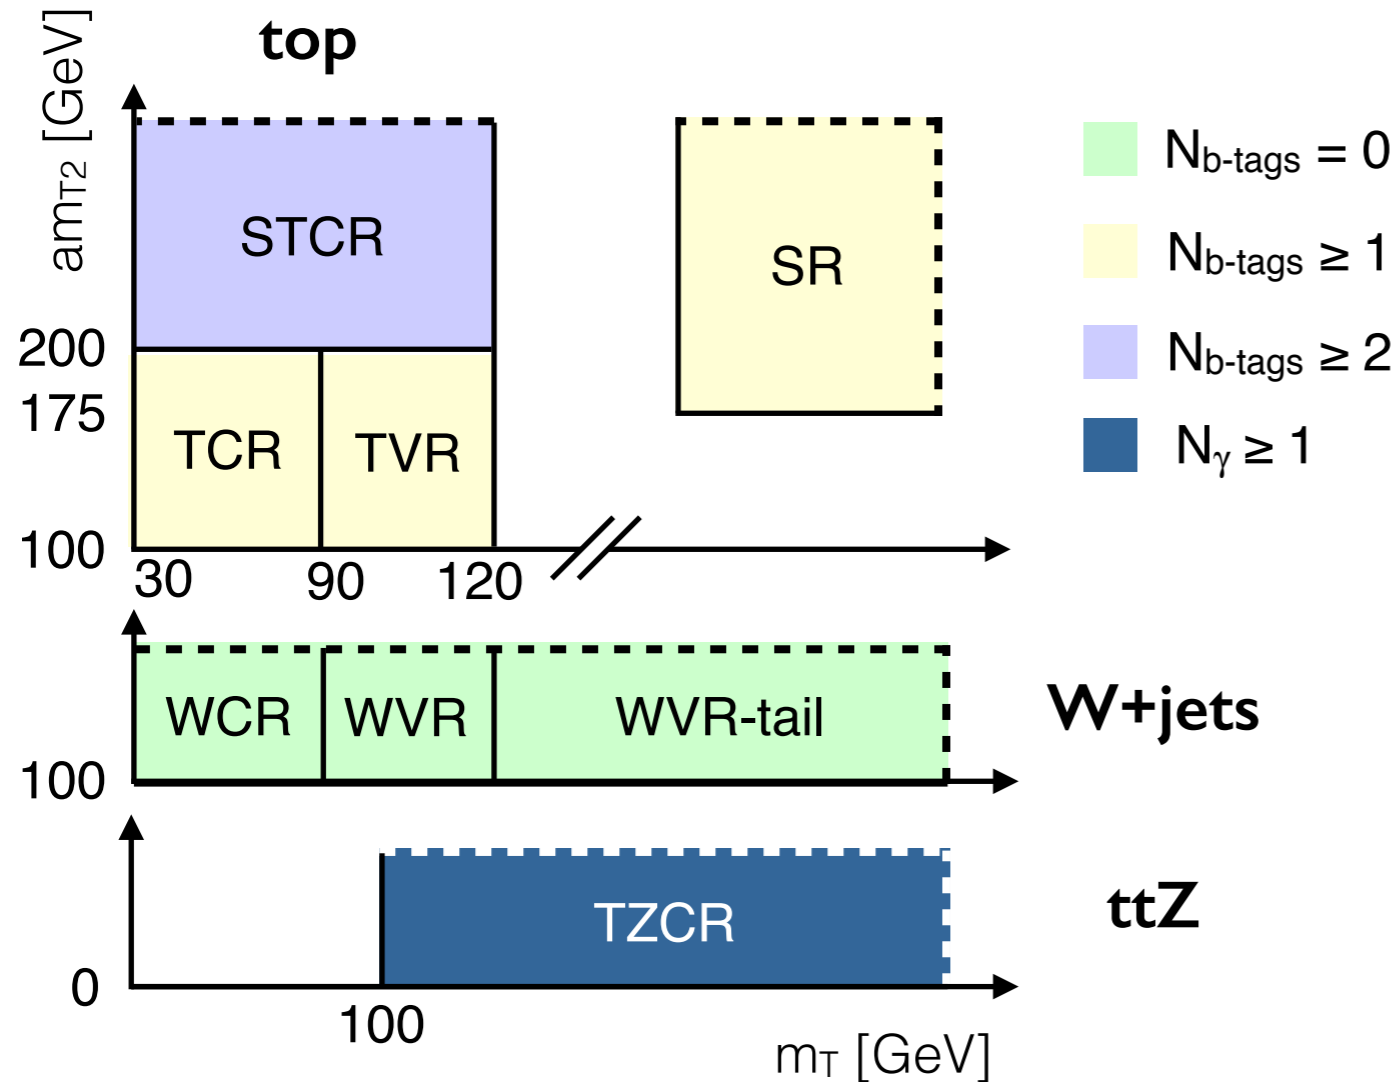 top
am_T2 [GeV]
N_b-tags = 0
N_b-tags ≥ 1
N_b-tags ≥ 2
N_γ ≥ 1
STCR
SR
200
175
TCR
TVR
100
30
90
120
WCR
WVR
WVR-tail
W+jets
100
TZCR
ttZ
0
100
m_T [GeV]